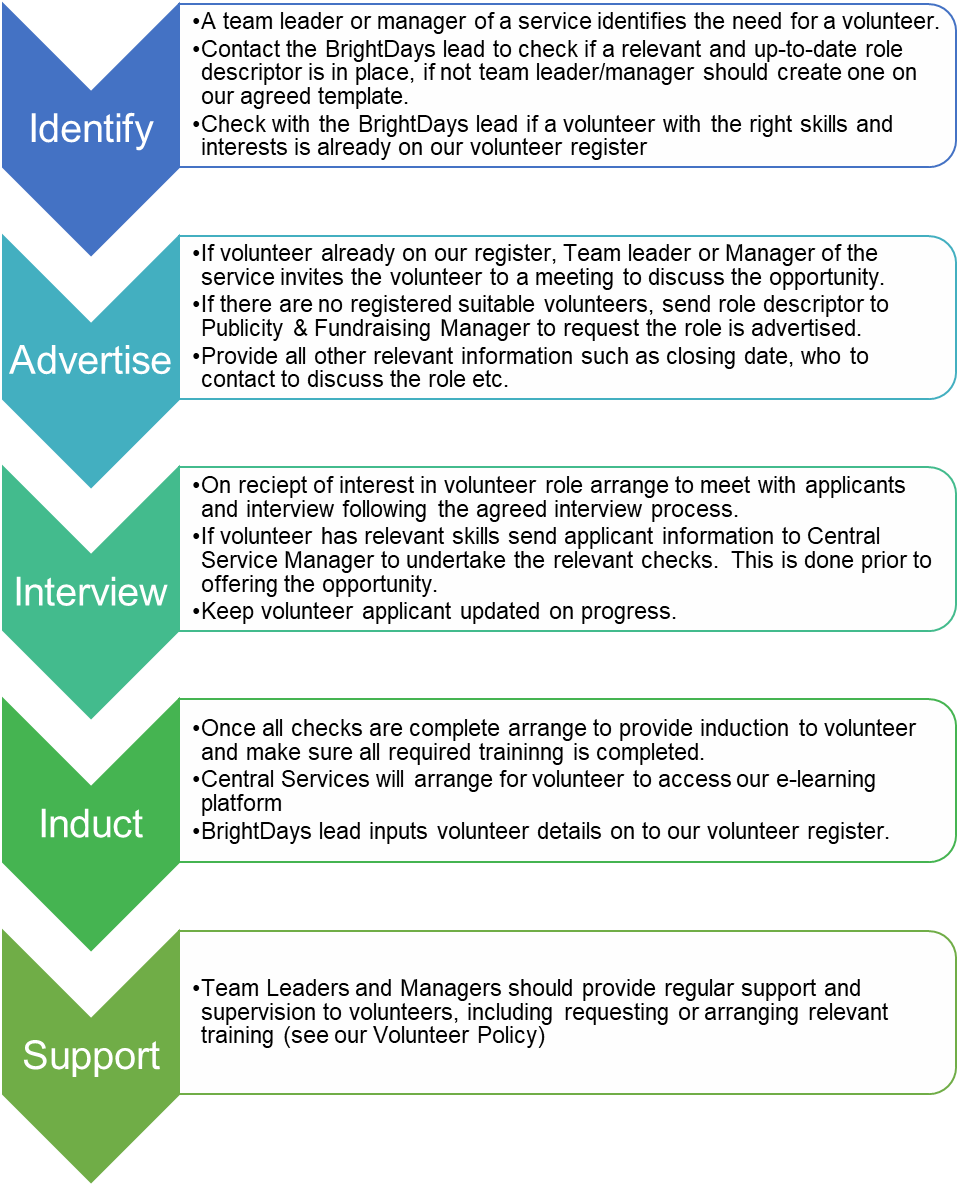 Identify
•A team leader or manager of a service identifies the need for a volunteer.
•Contact the BrightDays lead to check if a relevant and up-to-date role
descriptor is in place, if not team leader/manager should create one on
our agreed template.
•Check with the BrightDays lead if a volunteer with the right skills and
interests is already on our volunteer register
Advertise
•If volunteer already on our register, Team leader or Manager of the
service invites the volunteer to a meeting to discuss the opportunity.
•If there are no registered suitable volunteers, send role descriptor to
Publicity & Fundraising Manager to request the role is advertised.
•Provide all other relevant information such as closing date, who to
contact to discuss the role etc.
Interview
•On reciept of interest in volunteer role arrange to meet with applicants
and interview following the agreed interview process.
•If volunteer has relevant skills send applicant information to Central
Service Manager to undertake the relevant checks.  This is done prior to
offering the opportunity.
•Keep volunteer applicant updated on progress.
Induct
•Once all checks are complete arrange to provide induction to volunteer
and make sure all required traininng is completed.
•Central Services will arrange for volunteer to access our e-learning
platform
•BrightDays lead inputs volunteer details on to our volunteer register.
Support
•Team Leaders and Managers should provide regular support and
supervision to volunteers, including requesting or arranging relevant
training (see our Volunteer Policy)